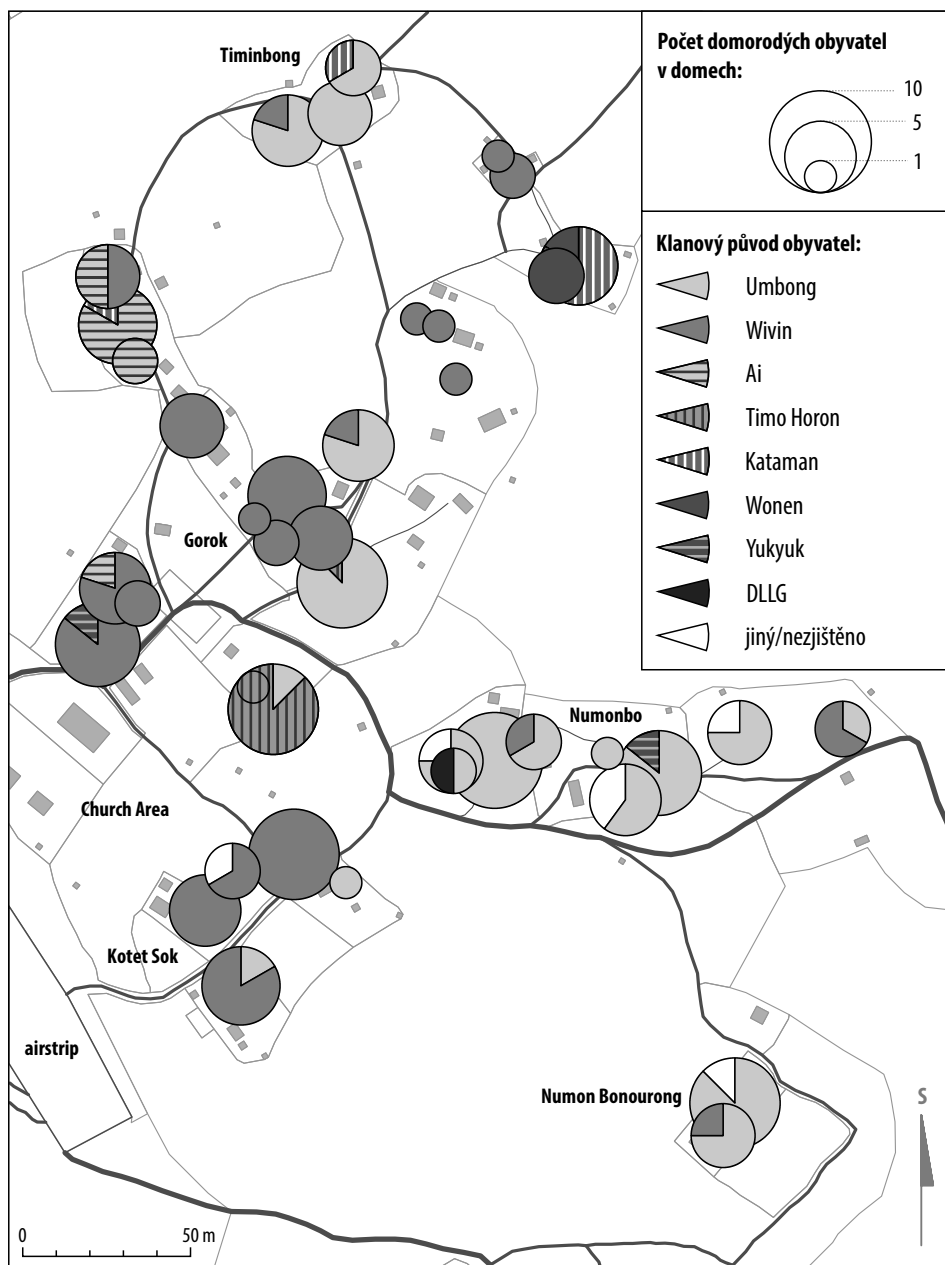 Timinbong
Počet domorodých obyvatel
v domech:
10
5
1
Klanový původ obyvatel:
Umbong
Wivin
Ai
Timo Horon
Kataman
Wonen
Yukyuk
DLLG
jiný/nezjištěno
Gorok
Numonbo
Church Area
Kotet Sok
airstrip
Numon Bonourong
S
0
50 m